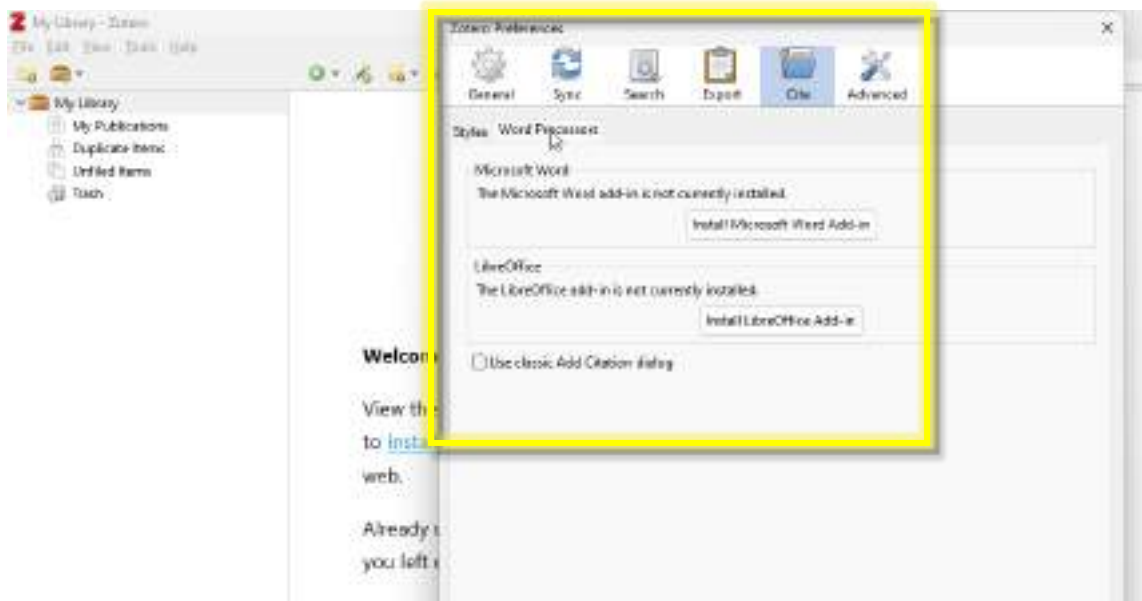 My Library - Zotero
File Edit View Tools Help
My Library
My Publications
Duplicate Items
Unfiled Items
Trash
Welcom
View the
to insta
web.
Already u
you left
Zotero Preferences
General Sync Search Export Cite Advanced
Styles Word Processors
Microsoft Word
The Microsoft Word add-in is not currently installed.
Install Microsoft Word Add-in
LibreOffice
The LibreOffice add-in is not currently installed.
Install LibreOffice Add-in
Use classic Add Citation dialog